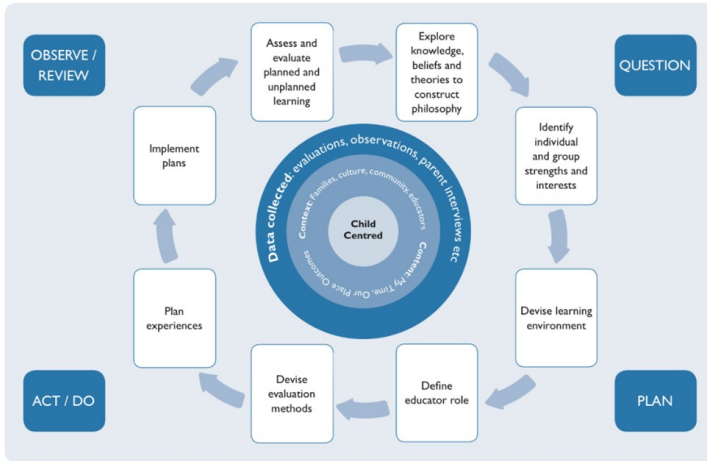 OBSERVE /
REVIEW
Assess and
evaluate
planned and
unplanned
learning
Explore
knowledge,
beliefs and
theories to
construct
philosophy
QUESTION
Implement
plans
Identify
individual
and group
strengths and
interests
Data collected: evaluations, observations, parent interviews etc
Context: Families, culture, community, educators
Content: My Time, Our Place Outcomes
Child
Centred
Plan
experiences
Devise learning
environment
ACT / DO
Devise
evaluation
methods
Define
educator role
PLAN